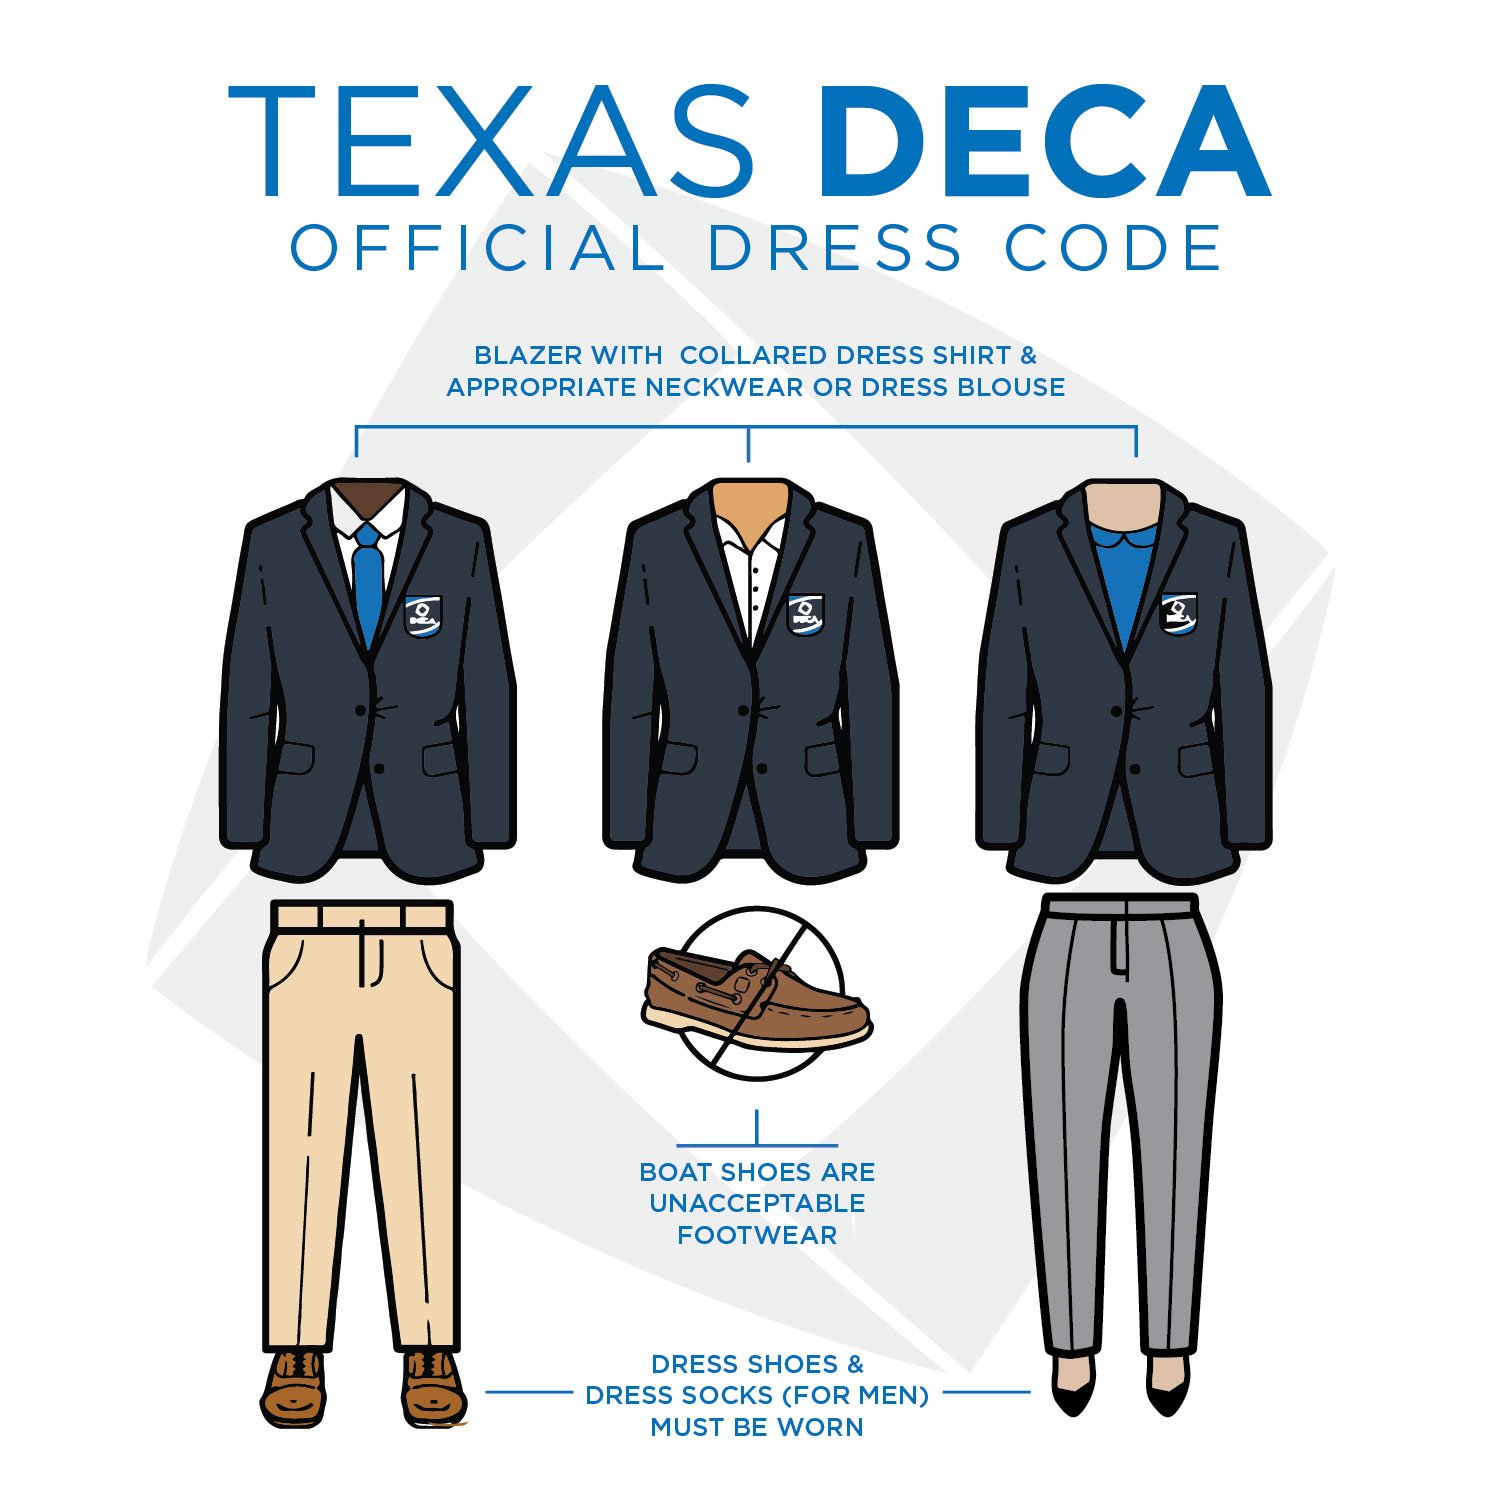 TEXAS DECA
OFFICIAL DRESS CODE
BLAZER WITH COLLARED DRESS SHIRT &
APPROPRIATE NECKWEAR OR DRESS BLOUSE
DECA
DECA
DECA
BOAT SHOES ARE
UNACCEPTABLE
FOOTWEAR
DRESS SHOES &
DRESS SOCKS (FOR MEN)
MUST BE WORN